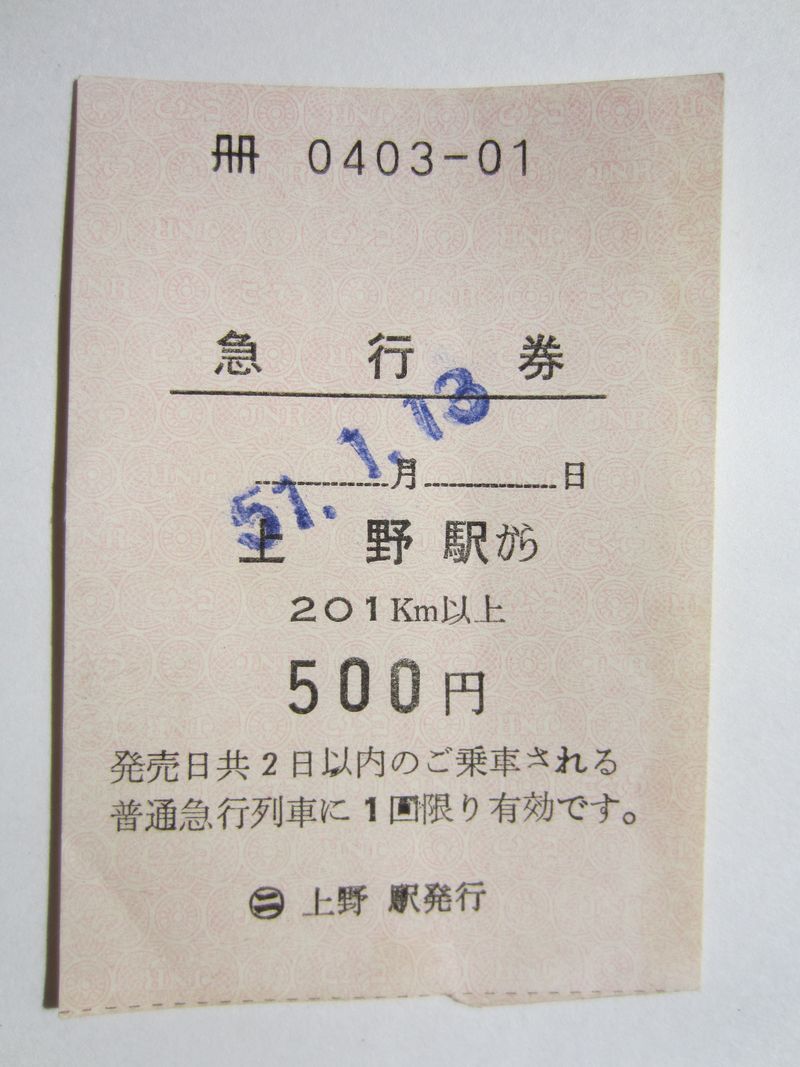 冊 0403-01
急行券
51.1.13
月 日
上野駅から
201Km以上
500円
発売日共2日以内のご乗車される
普通急行列車に1回限り有効です。
㊁ 上野 駅発行